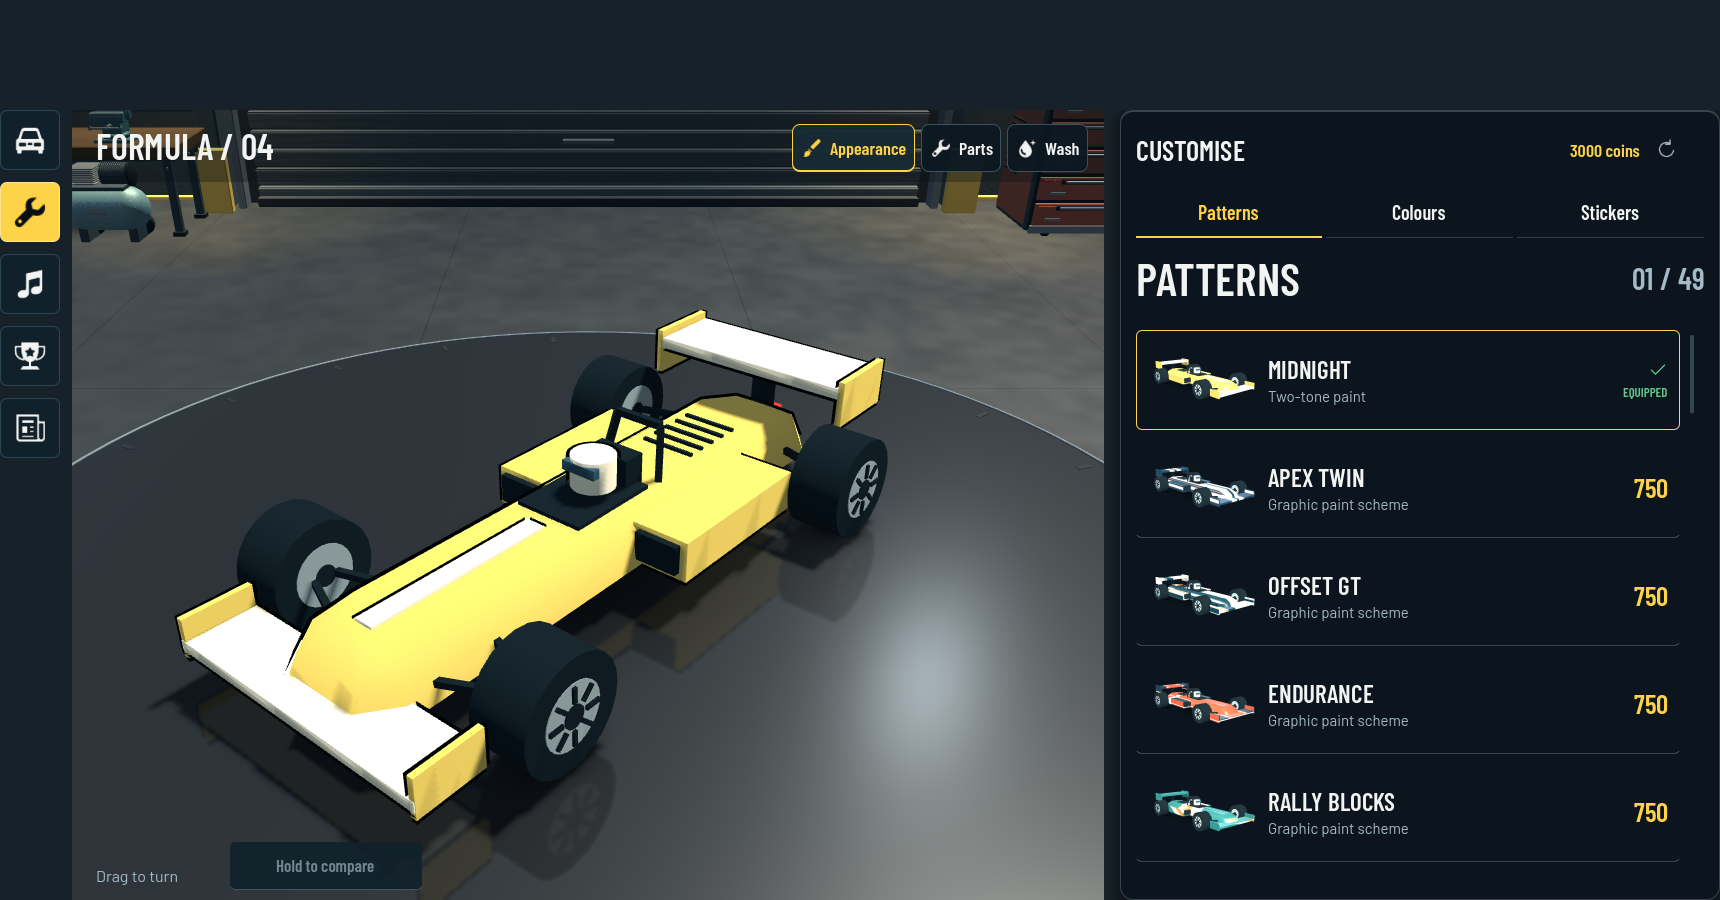 FORMULA / 04
Appearance
Parts
Wash
Drag to turn
Hold to compare
CUSTOMISE
3000 coins
Patterns
Colours
Stickers
PATTERNS
01 / 49
MIDNIGHT
Two-tone paint
EQUIPPED
APEX TWIN
Graphic paint scheme
750
OFFSET GT
Graphic paint scheme
750
ENDURANCE
Graphic paint scheme
750
RALLY BLOCKS
Graphic paint scheme
750